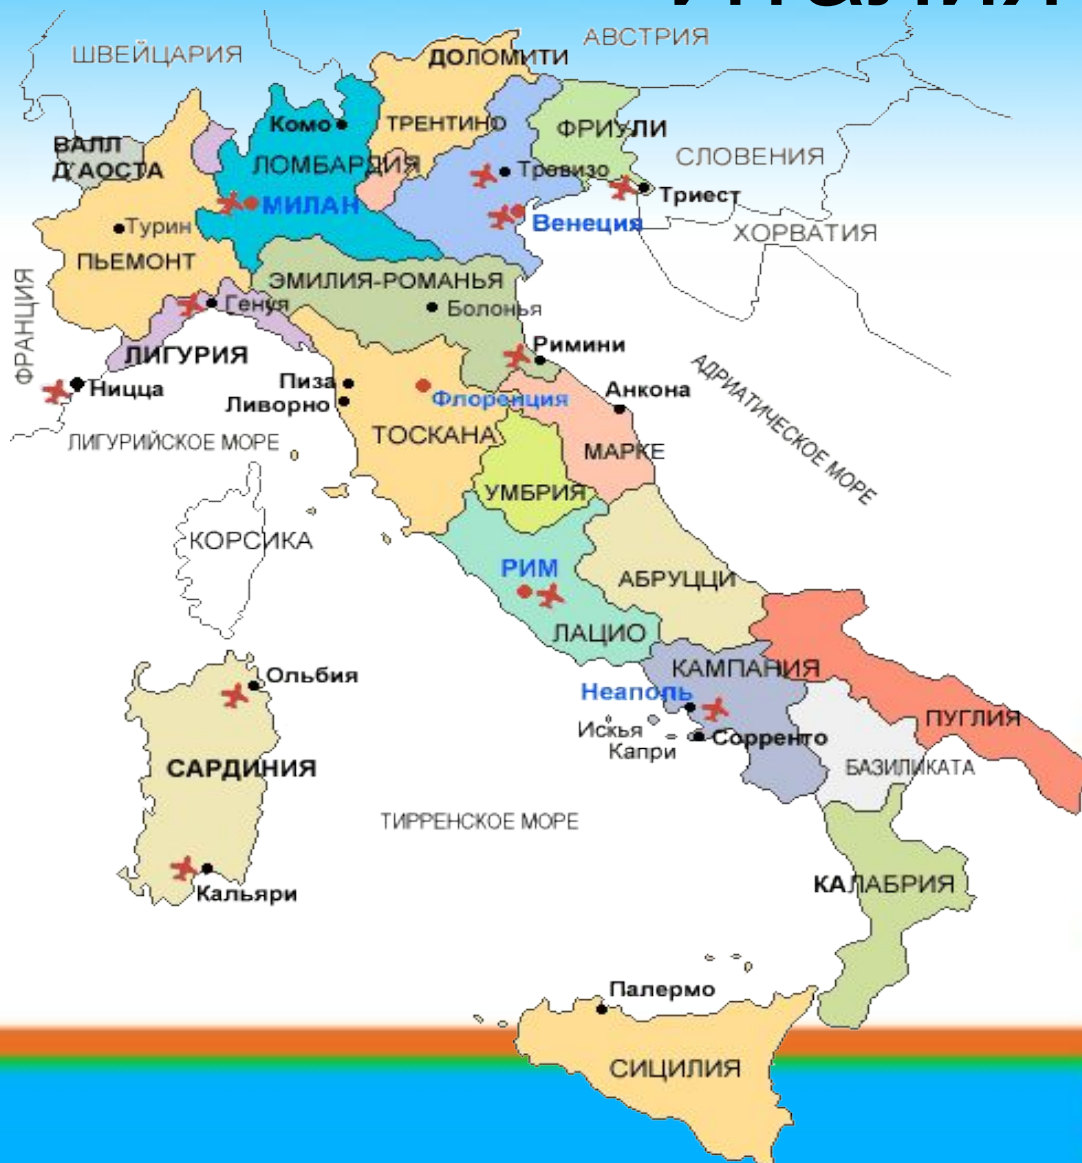 ИТАЛИЯ
АВСТРИЯ
ШВЕЙЦАРИЯ
ДОЛОМИТИ
Комо
ТРЕНТИНО
ФРИУЛИ
ВАЛЛ
Д'АОСТА
ЛОМБАРДИЯ
Тревизо
СЛОВЕНИЯ
Триест
МИЛАН
Венеция
Турин
ХОРВАТИЯ
ПЬЕМОНТ
ЭМИЛИЯ-РОМАНЬЯ
Генуя
Болонья
ФРАНЦИЯ
ЛИГУРИЯ
Римини
Ницца
Пиза
Ливорно
Флоренция
Анкона
АДРИАТИЧЕСКОЕ МОРЕ
ЛИГУРИЙСКОЕ МОРЕ
ТОСКАНА
МАРКЕ
УМБРИЯ
КОРСИКА
РИМ
АБРУЦЦИ
ЛАЦИО
Ольбия
КАМПАНИЯ
Неаполь
Искья
Капри
Сорренто
ПУГЛИЯ
САРДИНИЯ
БАЗИЛИКАТА
ТИРРЕНСКОЕ МОРЕ
Кальяри
КАЛАБРИЯ
Палермо
СИЦИЛИЯ